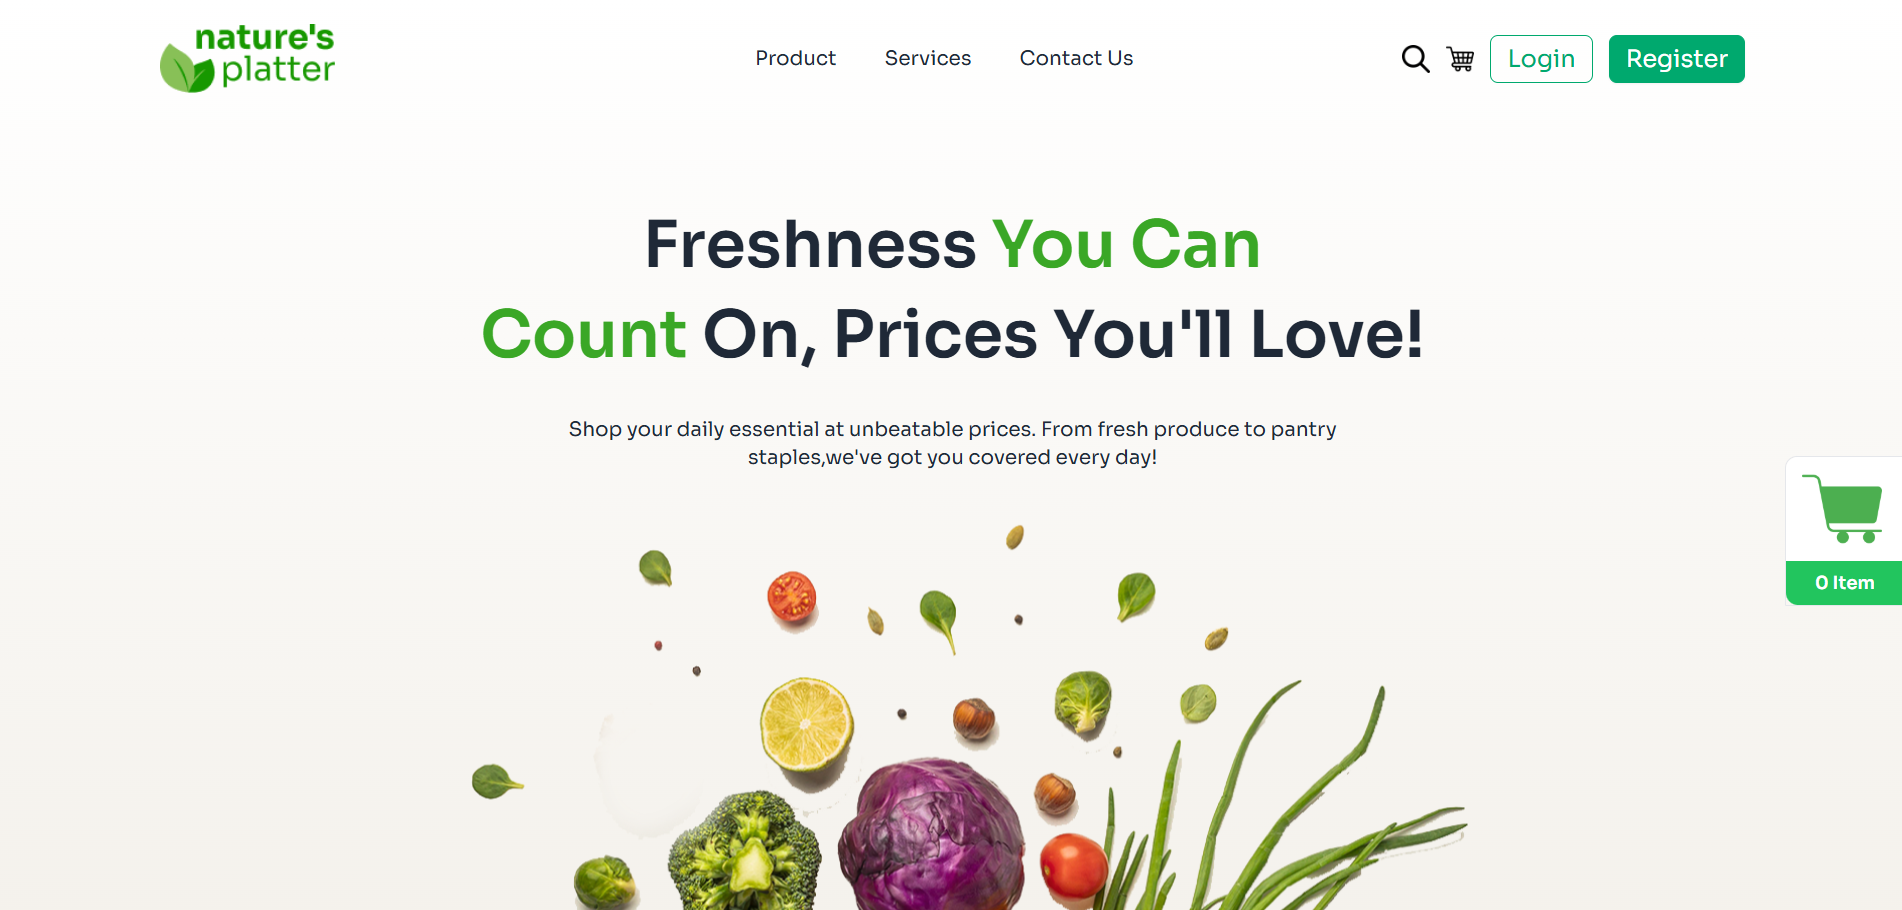 nature's
platter
Product Services Contact Us
Login Register
Freshness You Can
Count On, Prices You'll Love!
Shop your daily essential at unbeatable prices. From fresh produce to pantry
staples,we've got you covered every day!
0 Item